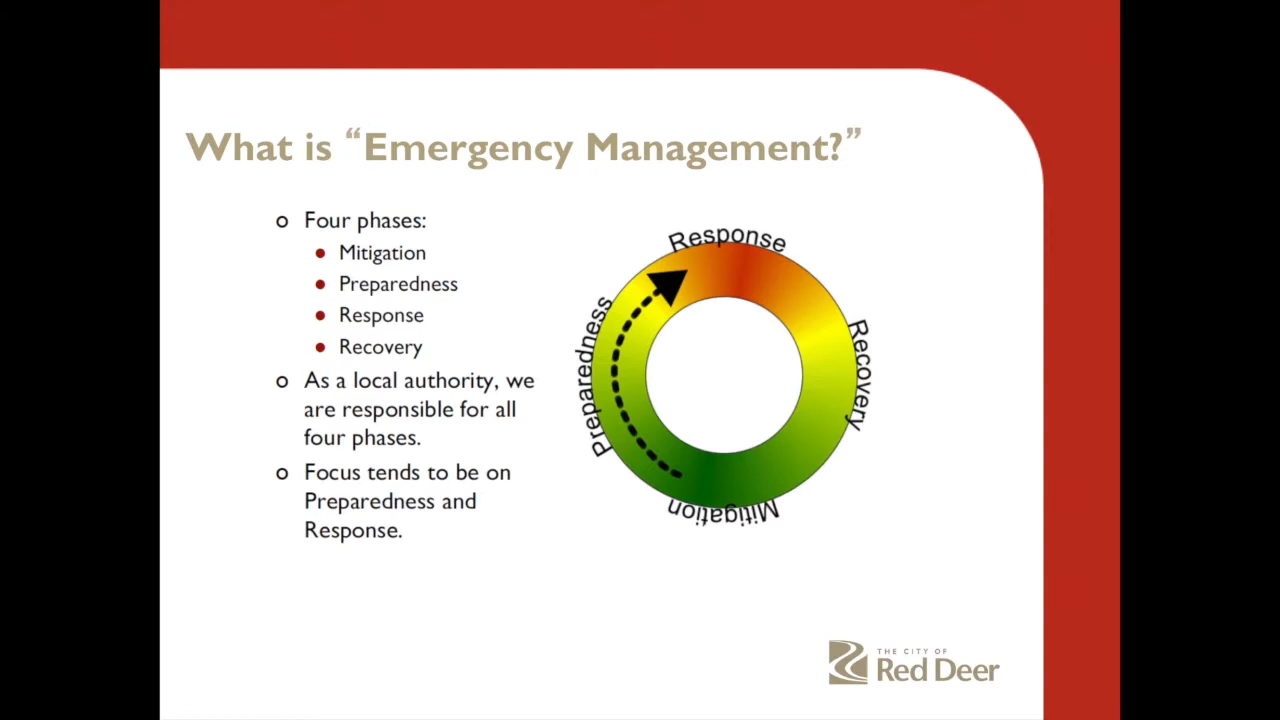 What is “Emergency Management?”
o Four phases:
• Mitigation
• Preparedness
• Response
• Recovery
o As a local authority, we
are responsible for all
four phases.
o Focus tends to be on
Preparedness and
Response.
Response
Preparedness
Recovery
Mitigation
THE CITY OF
Red Deer